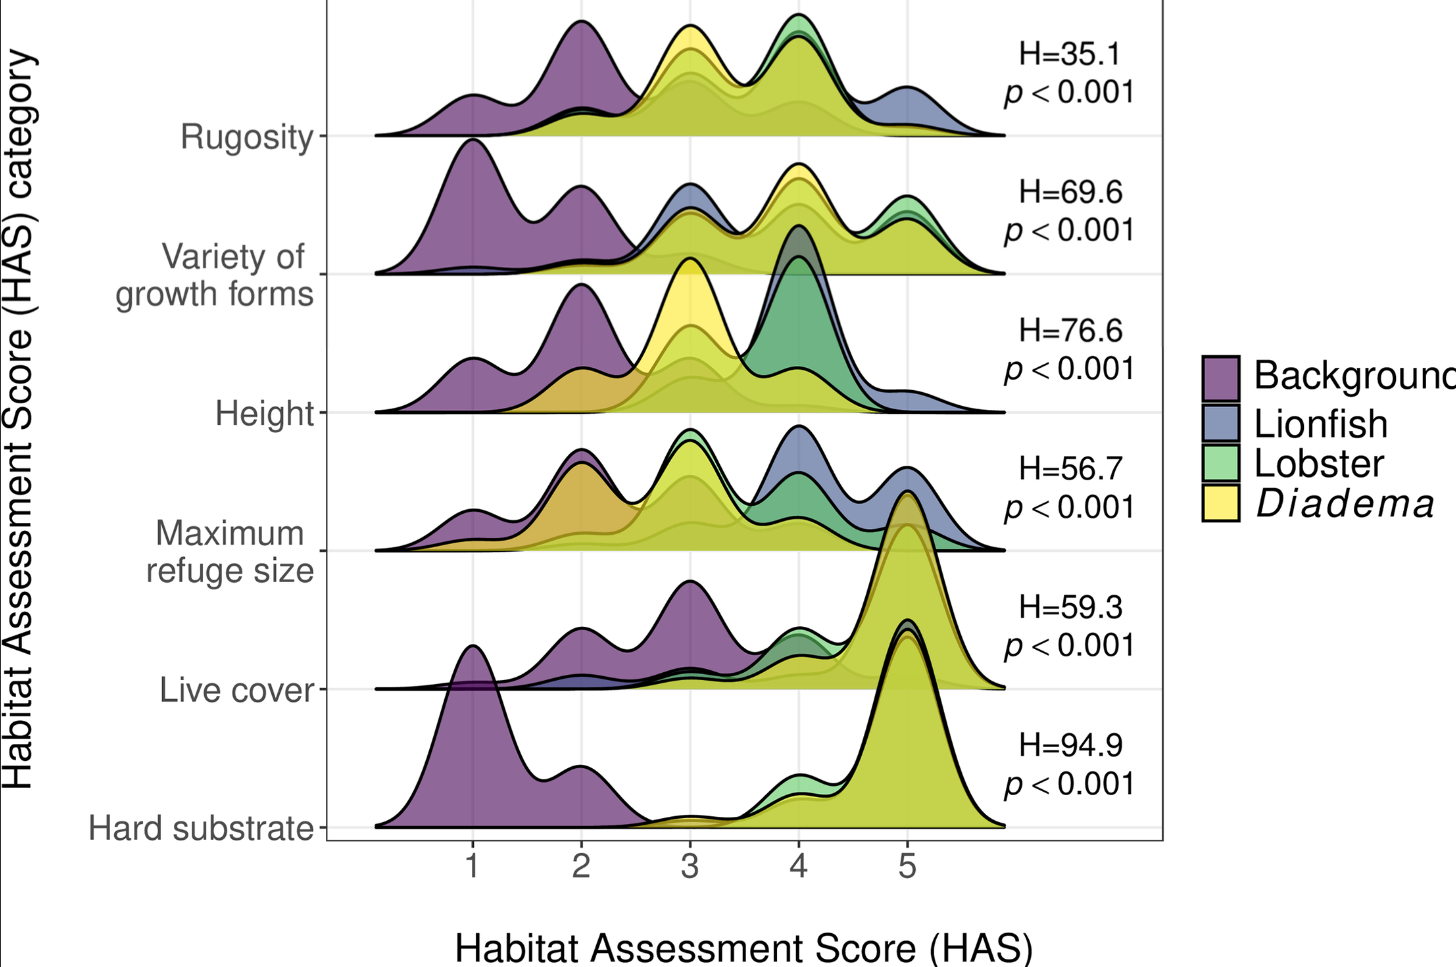 Habitat Assessment Score (HAS) category
Rugosity
Variety of
growth forms
Height
Maximum
refuge size
Live cover
Hard substrate
H=35.1
p < 0.001
H=69.6
p < 0.001
H=76.6
p < 0.001
H=56.7
p < 0.001
H=59.3
p < 0.001
H=94.9
p < 0.001
1 2 3 4 5
Habitat Assessment Score (HAS)
Background
Lionfish
Lobster
Diadema